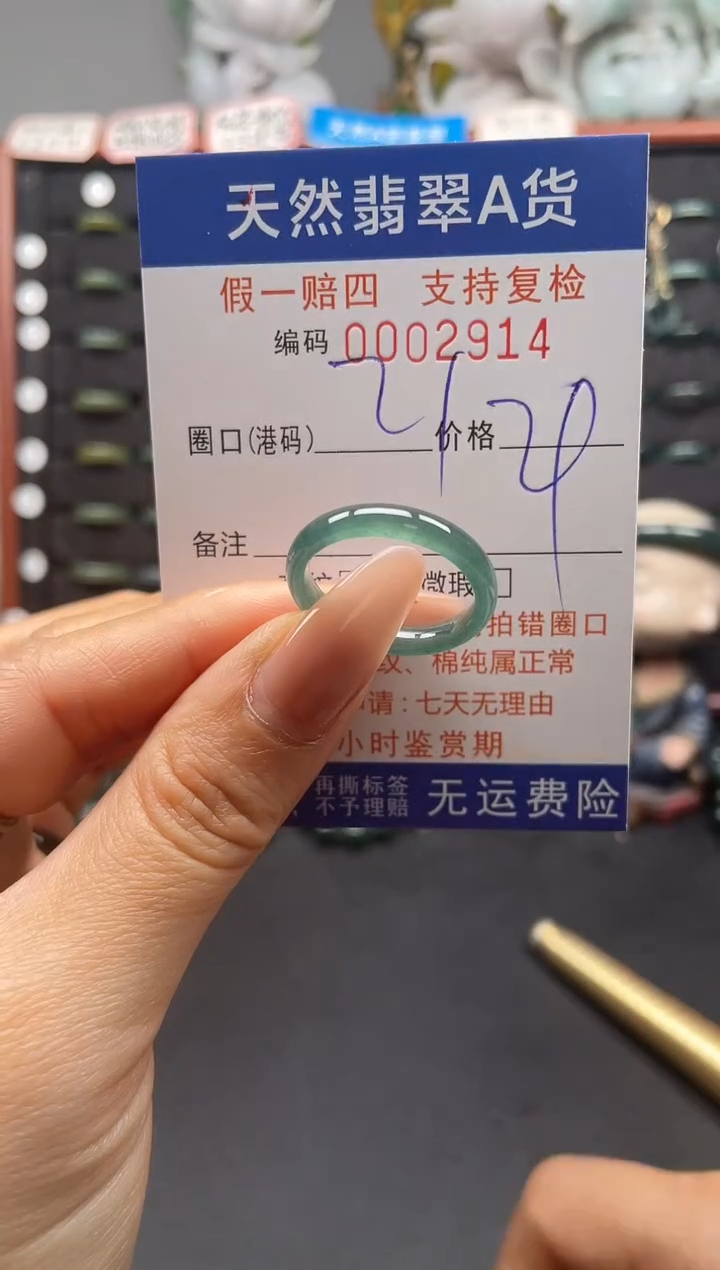 天然翡翠A货
假一赔四 支持复检
编码 0002914
圈口(港码) 21 价格
备注
微瑕
拍错圈口
纹、棉纯属正常
请:七天无理由
小时鉴赏期
再撕标签
不予理赔
无运费险